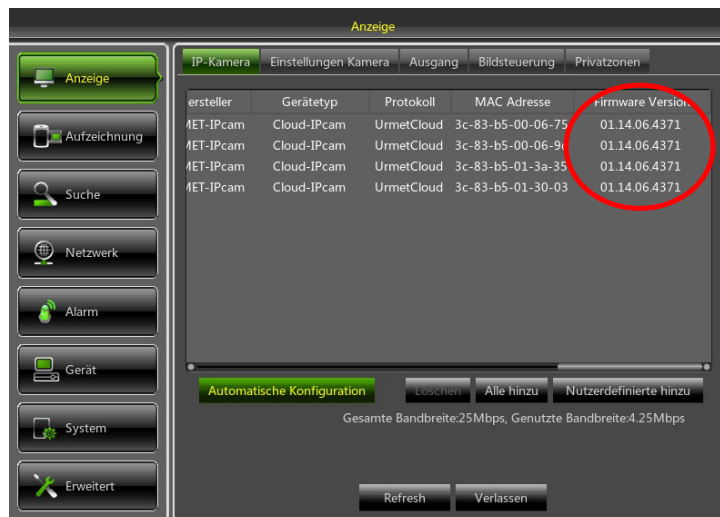 Anzeige
Anzeige
Aufzeichnung
Suche
Netzwerk
Alarm
Gerät
System
Erweitert
IP-Kamera Einstellungen Kamera Ausgang Bildsteuerung Privatzonen
ersteller Gerätetyp Protokoll MAC Adresse Firmware Version
MET-IPcam Cloud-IPcam UrmetCloud 3c-83-b5-00-06-75 01.14.06.4371
MET-IPcam Cloud-IPcam UrmetCloud 01.14.06.4371
MET-IPcam Cloud-IPcam UrmetCloud 3c-83-b5-01-3a-35 01.14.06.4371
MET-IPcam Cloud-IPcam UrmetCloud 3c-83-b5-01-30-03 01.14.06.4371
Automatische Konfiguration Löschen Alle hinzu Nutzerdefinierte hinzu
Gesamte Bandbreite:25Mbps, Genutzte Bandbreite:4.25Mbps
Refresh Verlassen